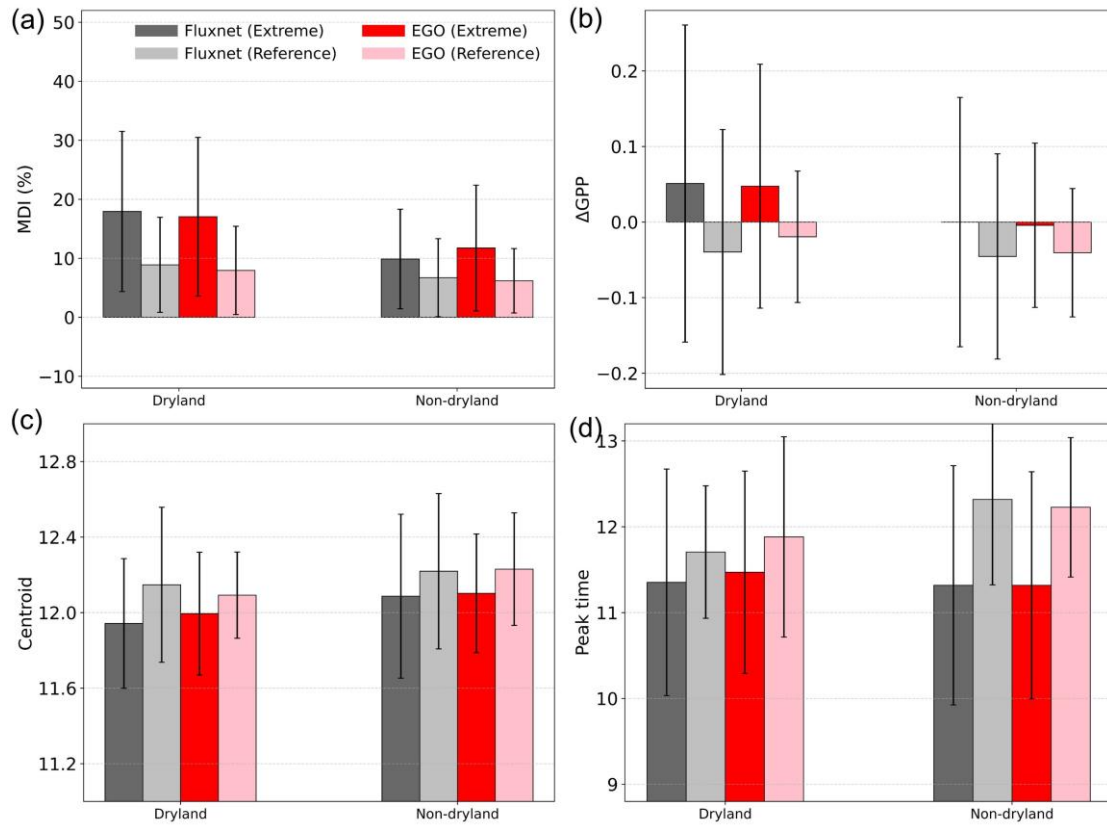 (a)
50
40
30
20
10
0
−10
MDI (%)
Fluxnet (Extreme)
Fluxnet (Reference)
EGO (Extreme)
EGO (Reference)
Dryland
Non-dryland
(b)
0.2
0.1
0.0
−0.1
−0.2
ΔGPP
Dryland
Non-dryland
(c)
12.8
12.4
12.0
11.6
11.2
Centroid
Dryland
Non-dryland
(d)
13
12
11
10
9
Peak time
Dryland
Non-dryland